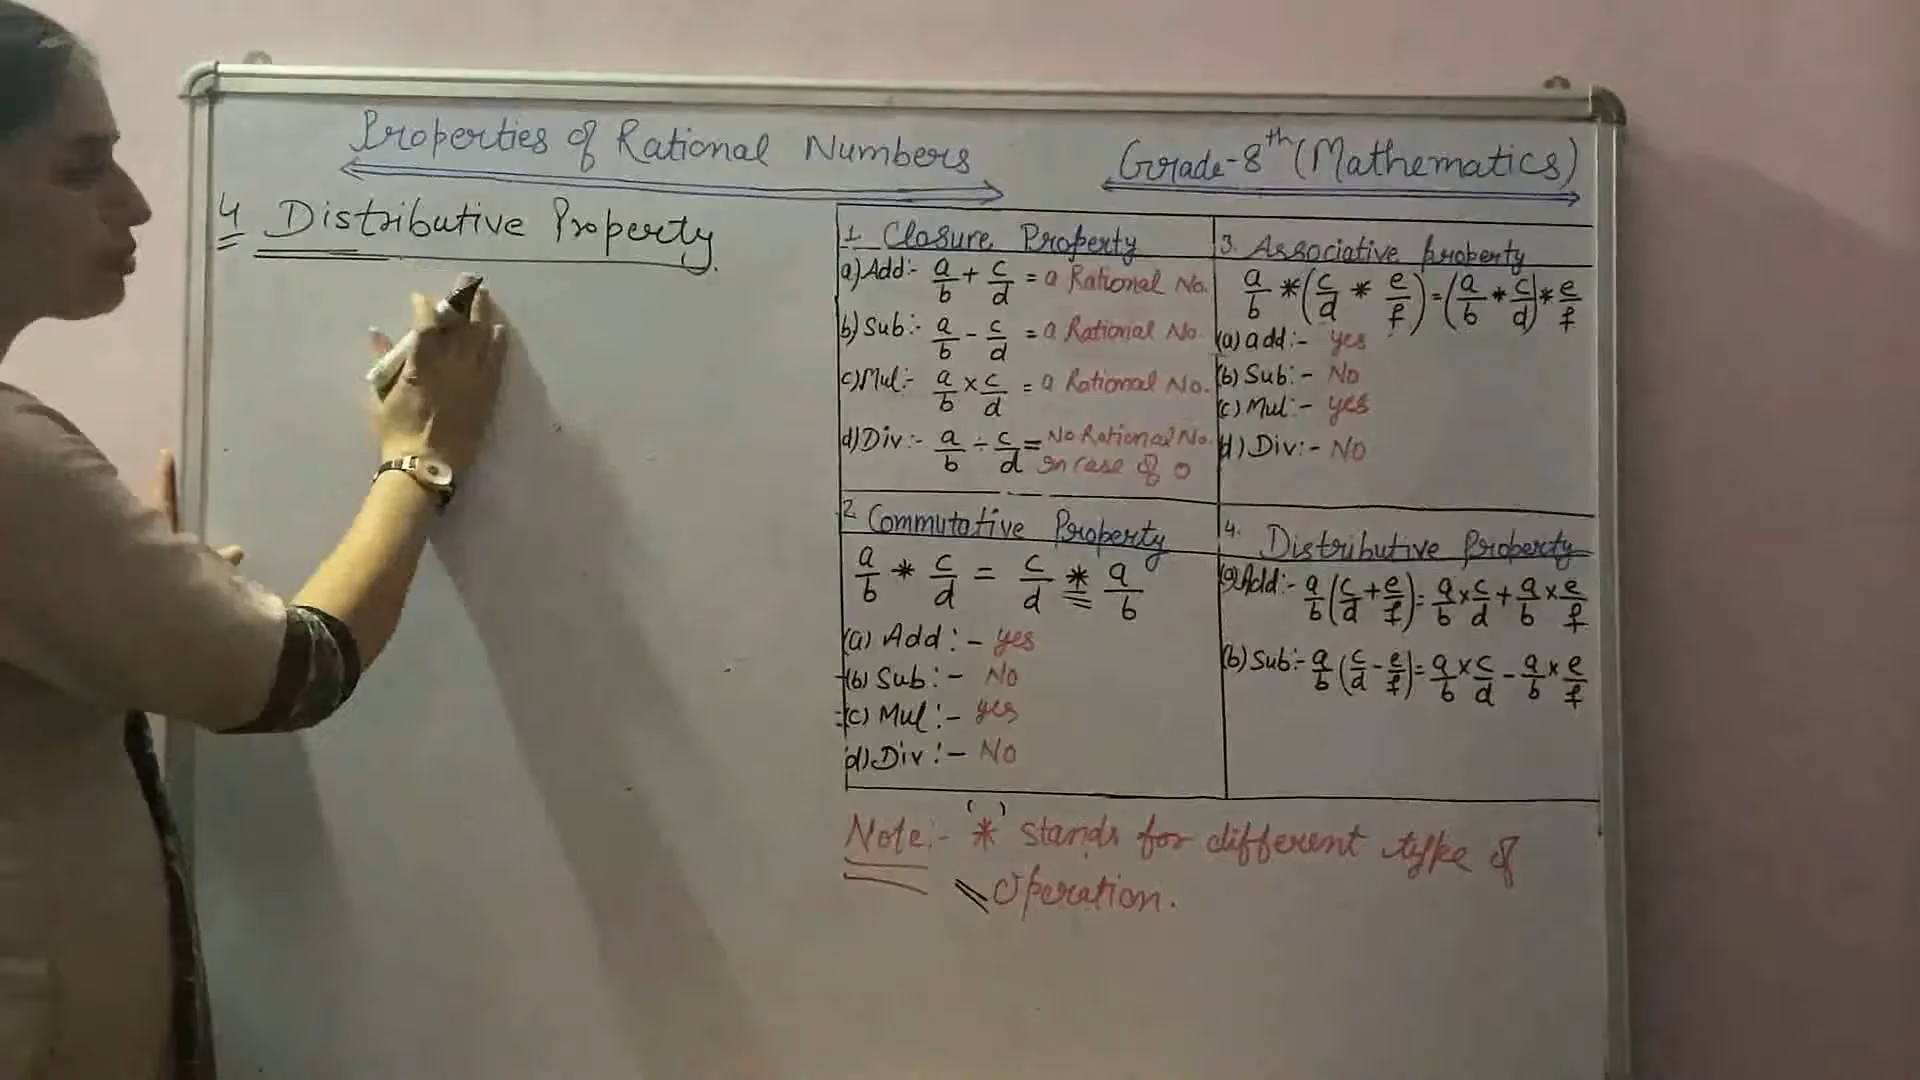 Properties of Rational Numbers
Grade-8th (Mathematics)
4 Distributive Property.
1 Closure Property
a) Add:- a/b + c/d = a Rational No.
b) Sub:- a/b - c/d = a Rational No.
c) Mul:- a/b × c/d = a Rational No.
d) Div:- a/b ÷ c/d = No Rational No.
In case of 0
2. Commutative Property
a/b * c/d = c/d * a/b
(a) Add:- yes
(b) Sub:- No
(c) Mul:- yes
d) Div:- No
3. Associative property
a/b * (c/d * e/f) = (a/b * c/d) * e/f
(a) add:- yes
(b) Sub:- No
(c) Mul:- yes
d) Div:- No
4. Distributive Property
(a) Add:- a/b (c/d + e/f) = a/b × c/d + a/b × e/f
(b) Sub:- a/b (c/d - e/f) = a/b × c/d - a/b × e/f
Note:- '*' stands for different type of
Operation.